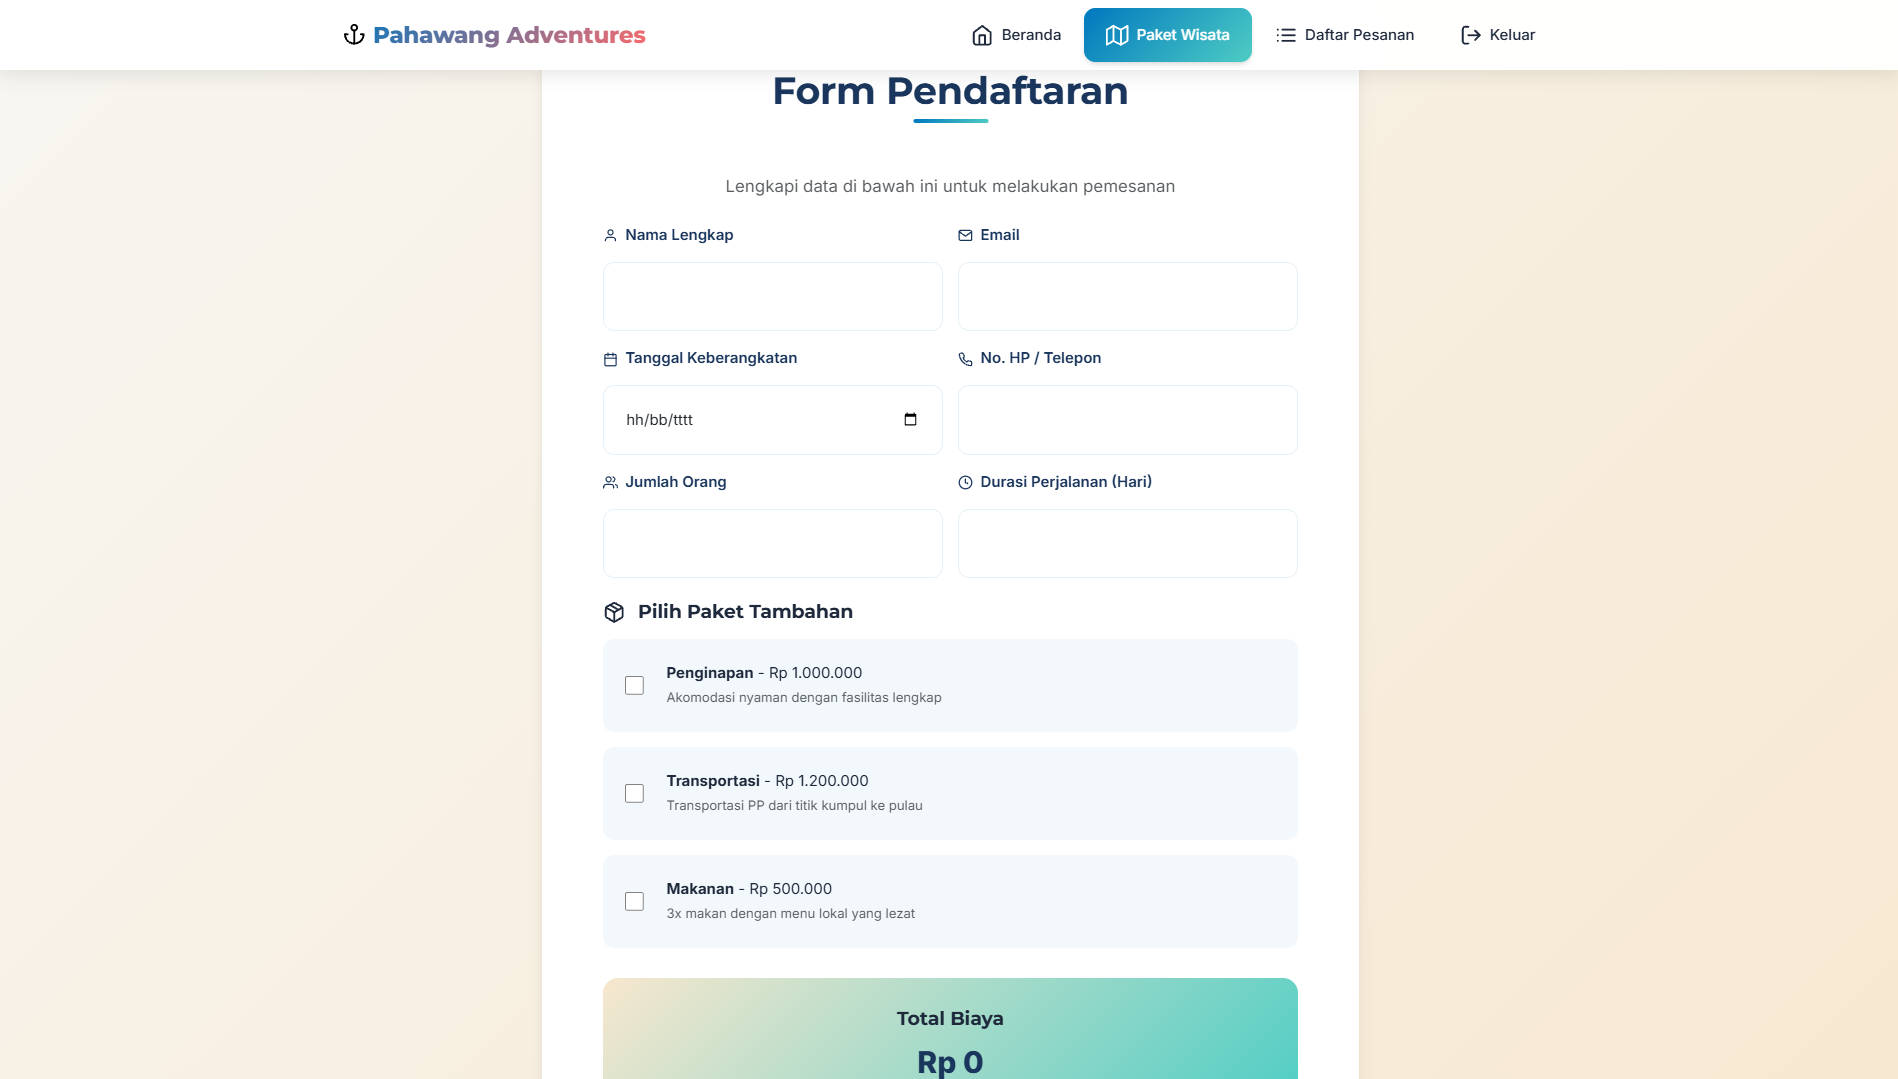 Pahawang Adventures
Beranda
Paket Wisata
Daftar Pesanan
Keluar
Form Pendaftaran
Lengkapi data di bawah ini untuk melakukan pemesanan
Nama Lengkap
Email
Tanggal Keberangkatan
No. HP / Telepon
hh/bb/tttt
Jumlah Orang
Durasi Perjalanan (Hari)
Pilih Paket Tambahan
Penginapan - Rp 1.000.000
Akomodasi nyaman dengan fasilitas lengkap
Transportasi - Rp 1.200.000
Transportasi PP dari titik kumpul ke pulau
Makanan - Rp 500.000
3x makan dengan menu lokal yang lezat
Total Biaya
Rp 0